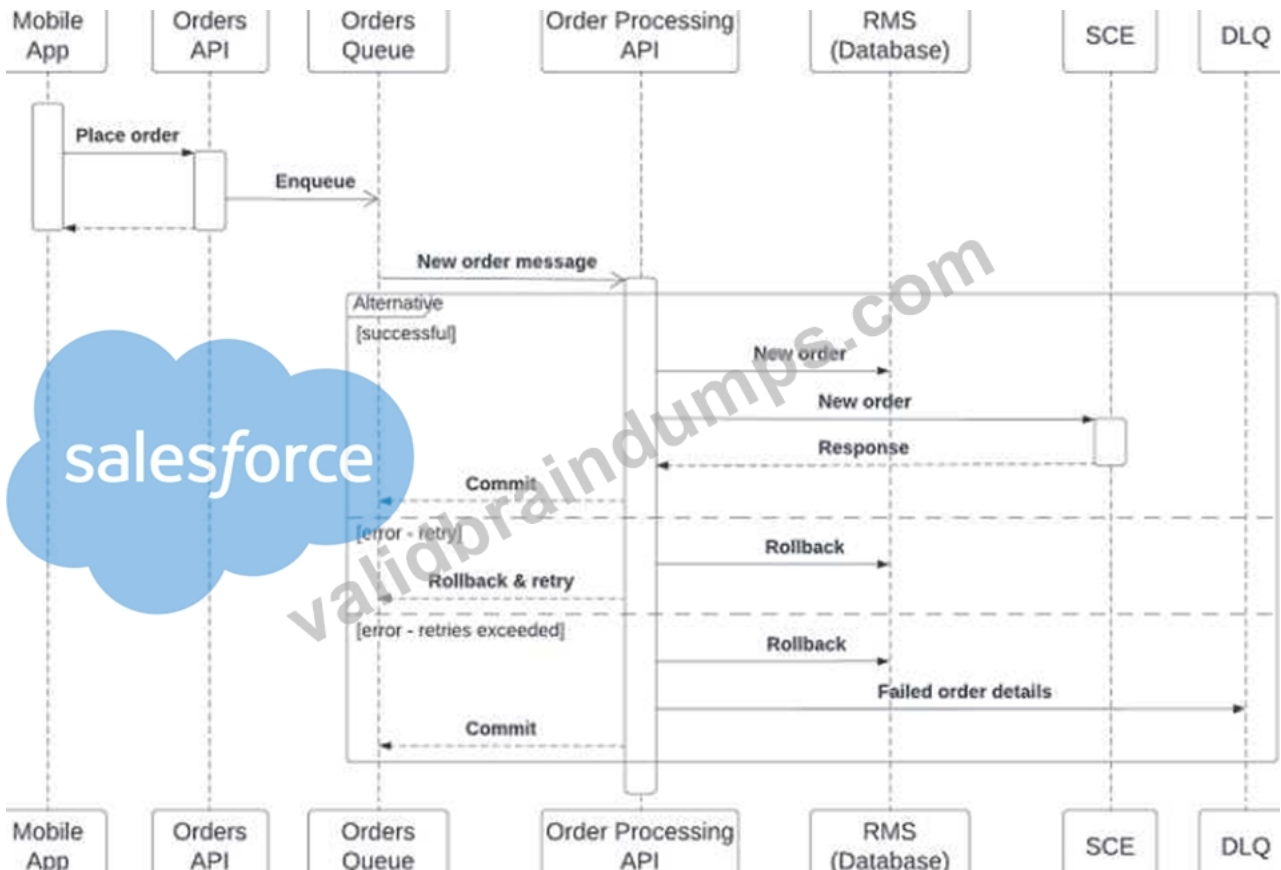 Mobile
App
Orders
API
Orders
Queue
Order Processing
API
RMS
(Database)
SCE
DLQ
Place order
Enqueue
New order message
Alternative
[successful]
New order
New order
Response
Commit
[error - retry]
Rollback
Rollback & retry
[error - retries exceeded]
Rollback
Failed order details
Commit
salesforce
validbraindumps.com
Mobile
App
Orders
API
Orders
Queue
Order Processing
API
RMS
(Database)
SCE
DLQ